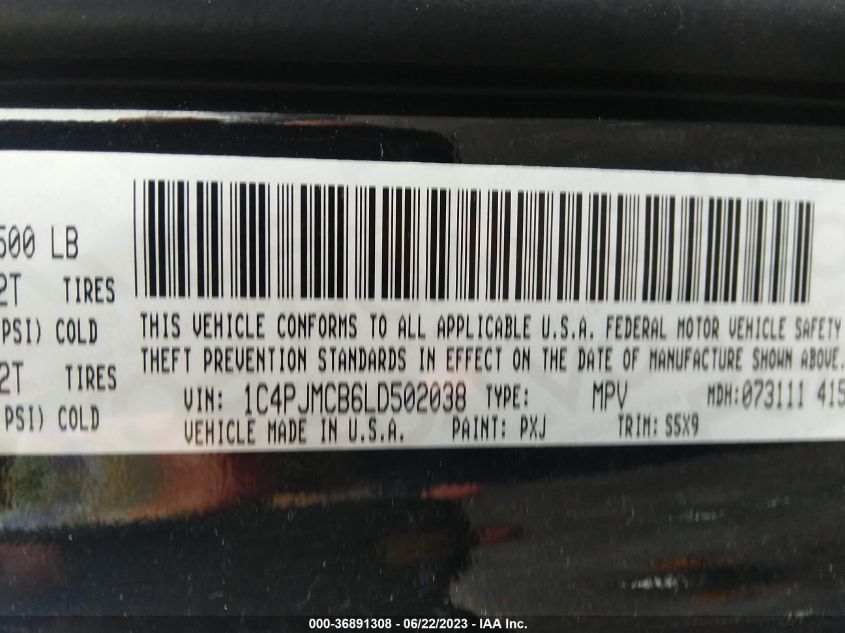 500 LB
2T TIRES
PSI) COLD
2T TIRES
PSI) COLD
THIS VEHICLE CONFORMS TO ALL APPLICABLE U.S.A. FEDERAL MOTOR VEHICLE SAFETY
THEFT PREVENTION STANDARDS IN EFFECT ON THE DATE OF MANUFACTURE SHOWN ABOVE.
VIN: 1C4PJMCB6LD502038 TYPE: MPV MDH:073111 415
VEHICLE MADE IN U.S.A. PAINT: PXJ TRIM: S5X9
000-36891308 - 06/22/2023 - IAA Inc.